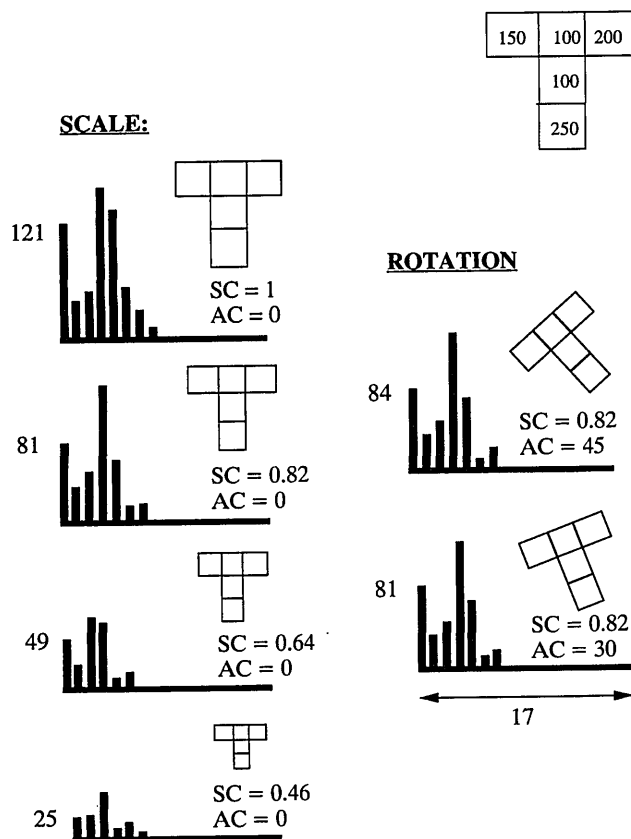 150 100 200
100
250
SCALE:
121
SC = 1
AC = 0
81
SC = 0.82
AC = 0
49
SC = 0.64
AC = 0
25
SC = 0.46
AC = 0
ROTATION
84
SC = 0.82
AC = 45
81
SC = 0.82
AC = 30
17